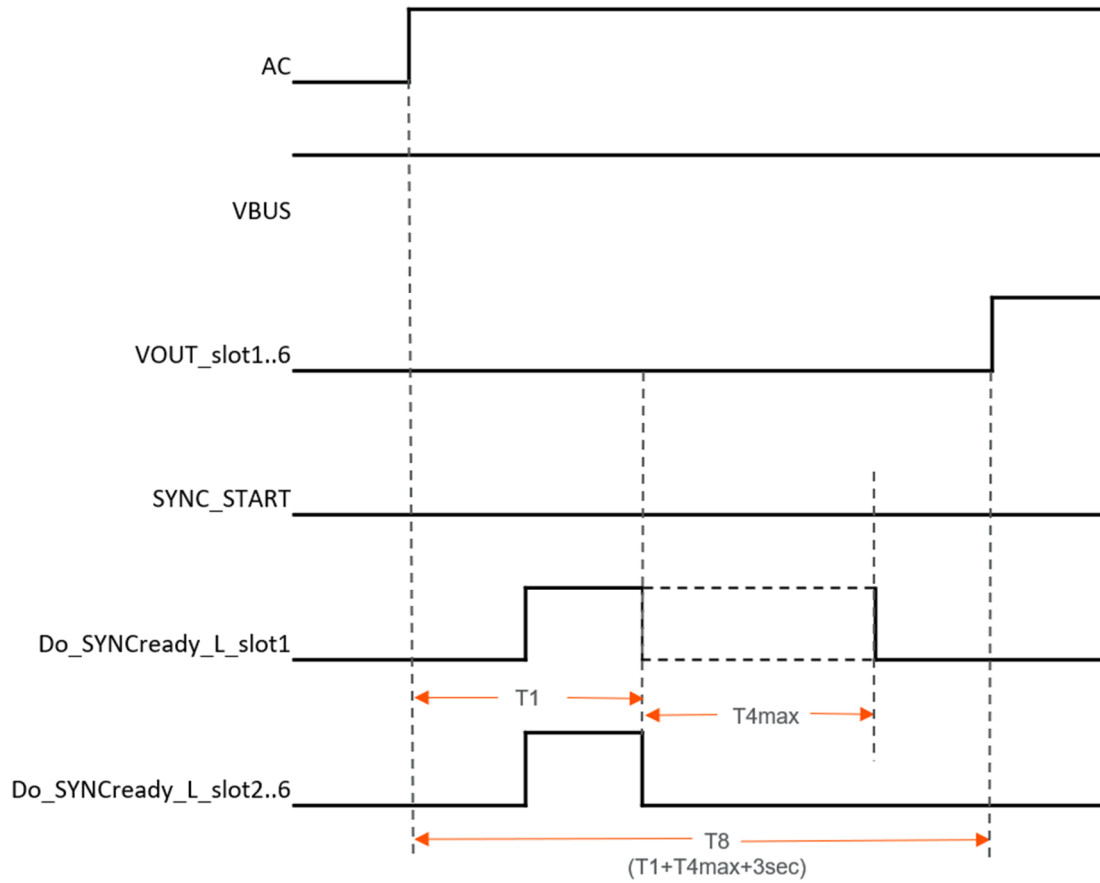 AC
VBUS
VOUT_slot1..6
SYNC_START
Do_SYNCready_L_slot1
T1
T4max
Do_SYNCready_L_slot2..6
T8
(T1+T4max+3sec)